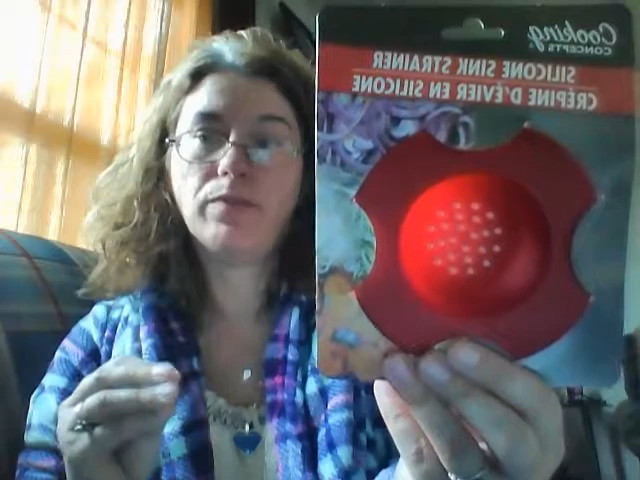 Cooking
CONCEPTS
SILICONE SINK STRAINER
CRÉPINE D'ÉVIER EN SILICONE